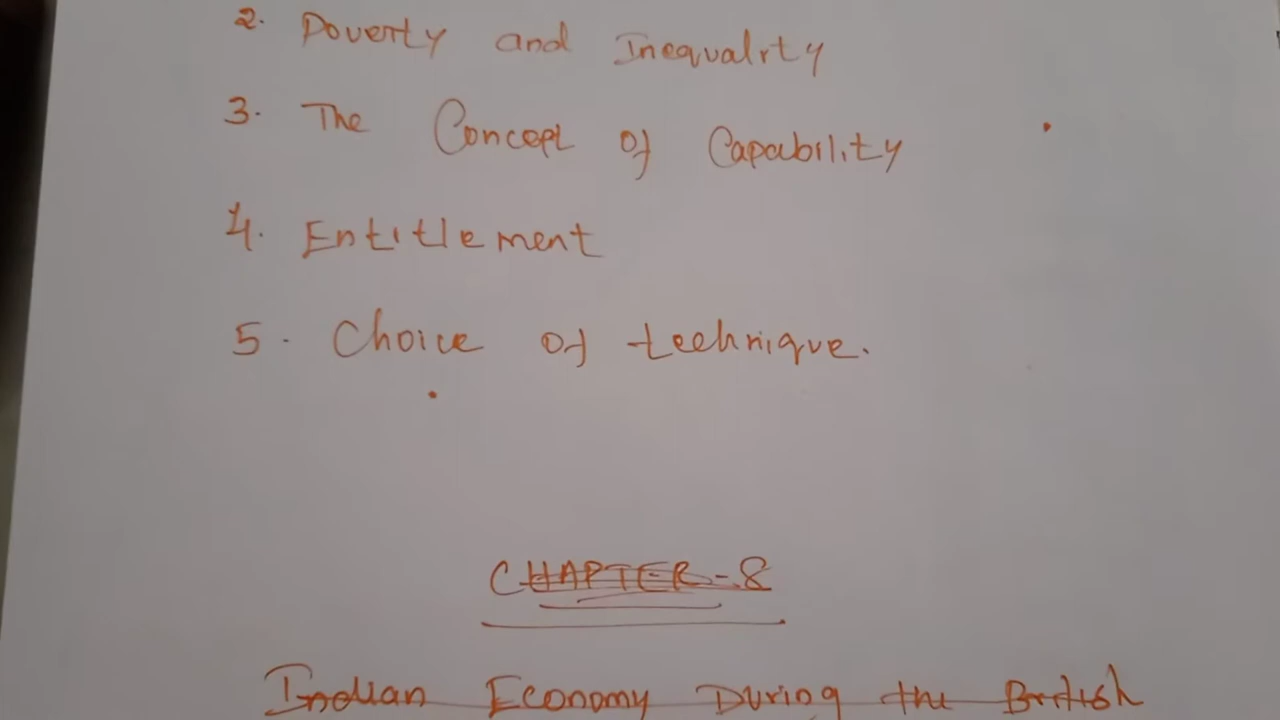 2. Poverty and Inequality
3. The Concept of Capability
4. Entitlement
5. Choice of technique.
CHAPTER-8
Indian Economy During the British